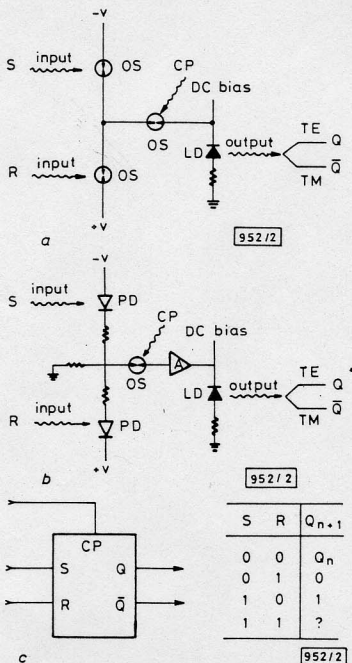 -V
S input OS
CP
DC bias
OS LD output TE Q
TM Q̄
R input OS
+V
a 952/2
-V
S input PD
CP
DC bias
OS A
LD output TE Q
TM Q̄
R input PD
+V
b 952/2
CP
S Q
R Q̄
S R Qn+1
0 0 Qn
0 1 0
1 0 1
1 1 ?
c 952/2